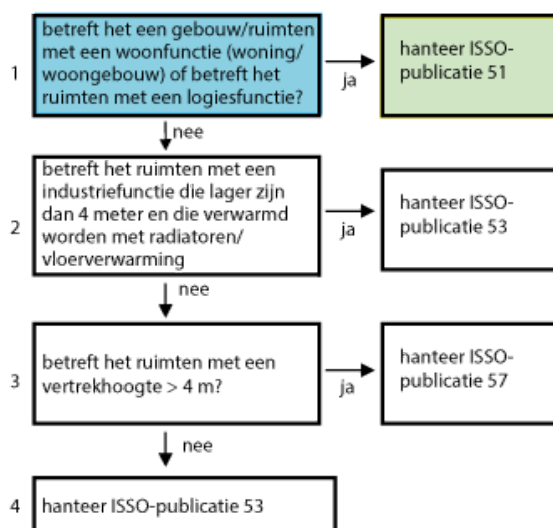 betreft het een gebouw/ruimten
met een woonfunctie (woning/
woongebouw) of betreft het
ruimten met een logiesfunctie?
1
ja
hanteer ISSO-
publicatie 51
nee
betreft het ruimten met een
industriefunctie die lager zijn
dan 4 meter en die verwarmd
worden met radiatoren/
vloerverwarming
2
ja
hanteer ISSO-
publicatie 53
nee
betreft het ruimten met een
vertrekhoogte > 4 m?
3
ja
hanteer ISSO-
publicatie 57
nee
4
hanteer ISSO-publicatie 53